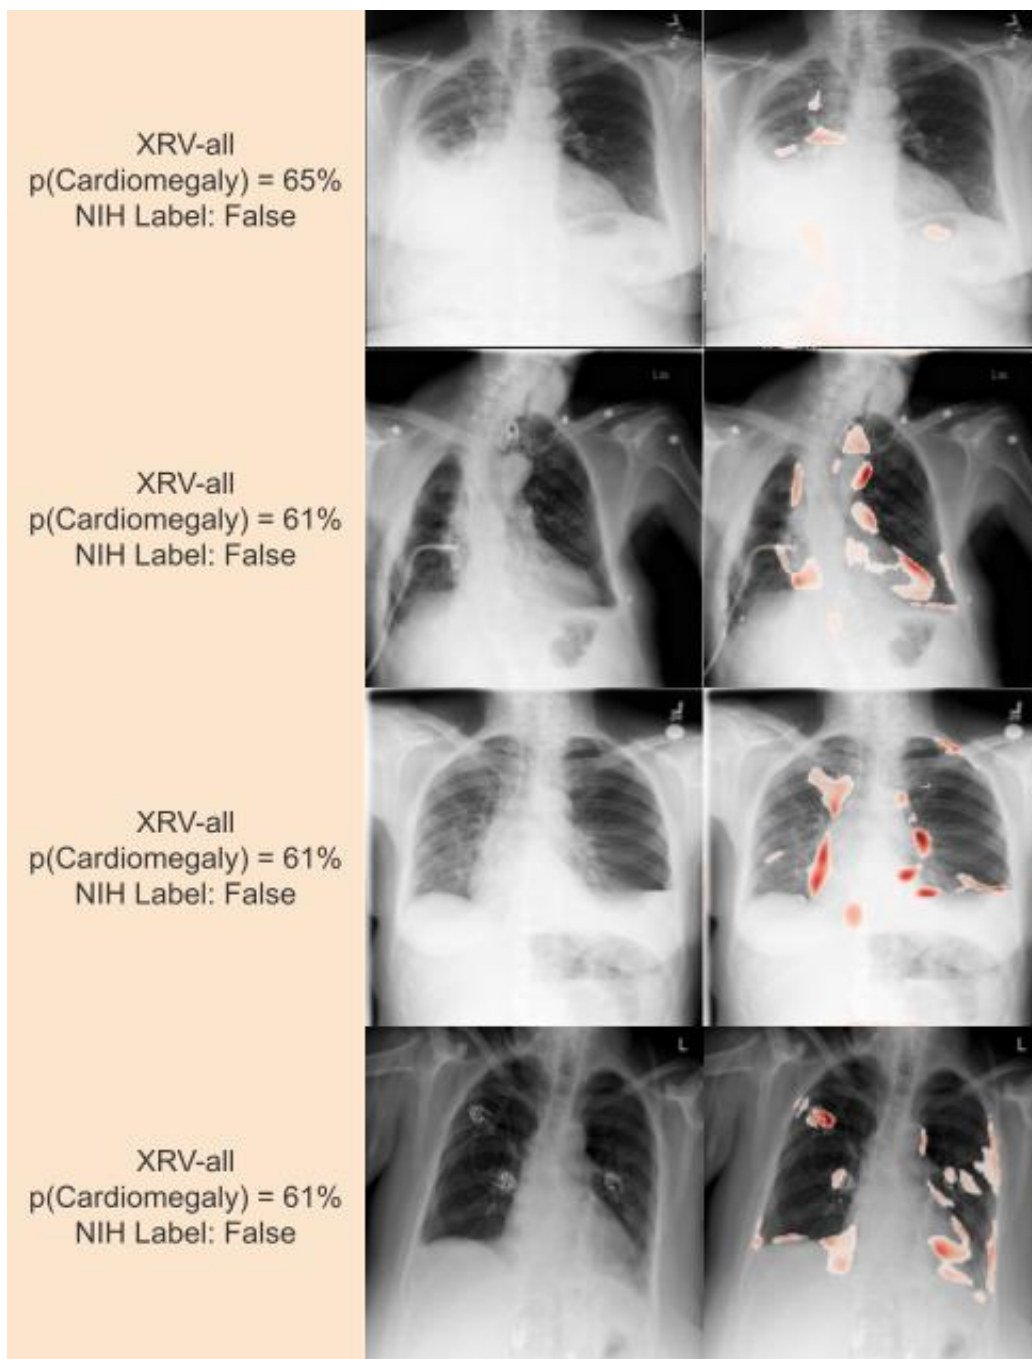 XRV-all
p(Cardiomegaly) = 65%
NIH Label: False
XRV-all
p(Cardiomegaly) = 61%
NIH Label: False
XRV-all
p(Cardiomegaly) = 61%
NIH Label: False
XRV-all
p(Cardiomegaly) = 61%
NIH Label: False
L
L